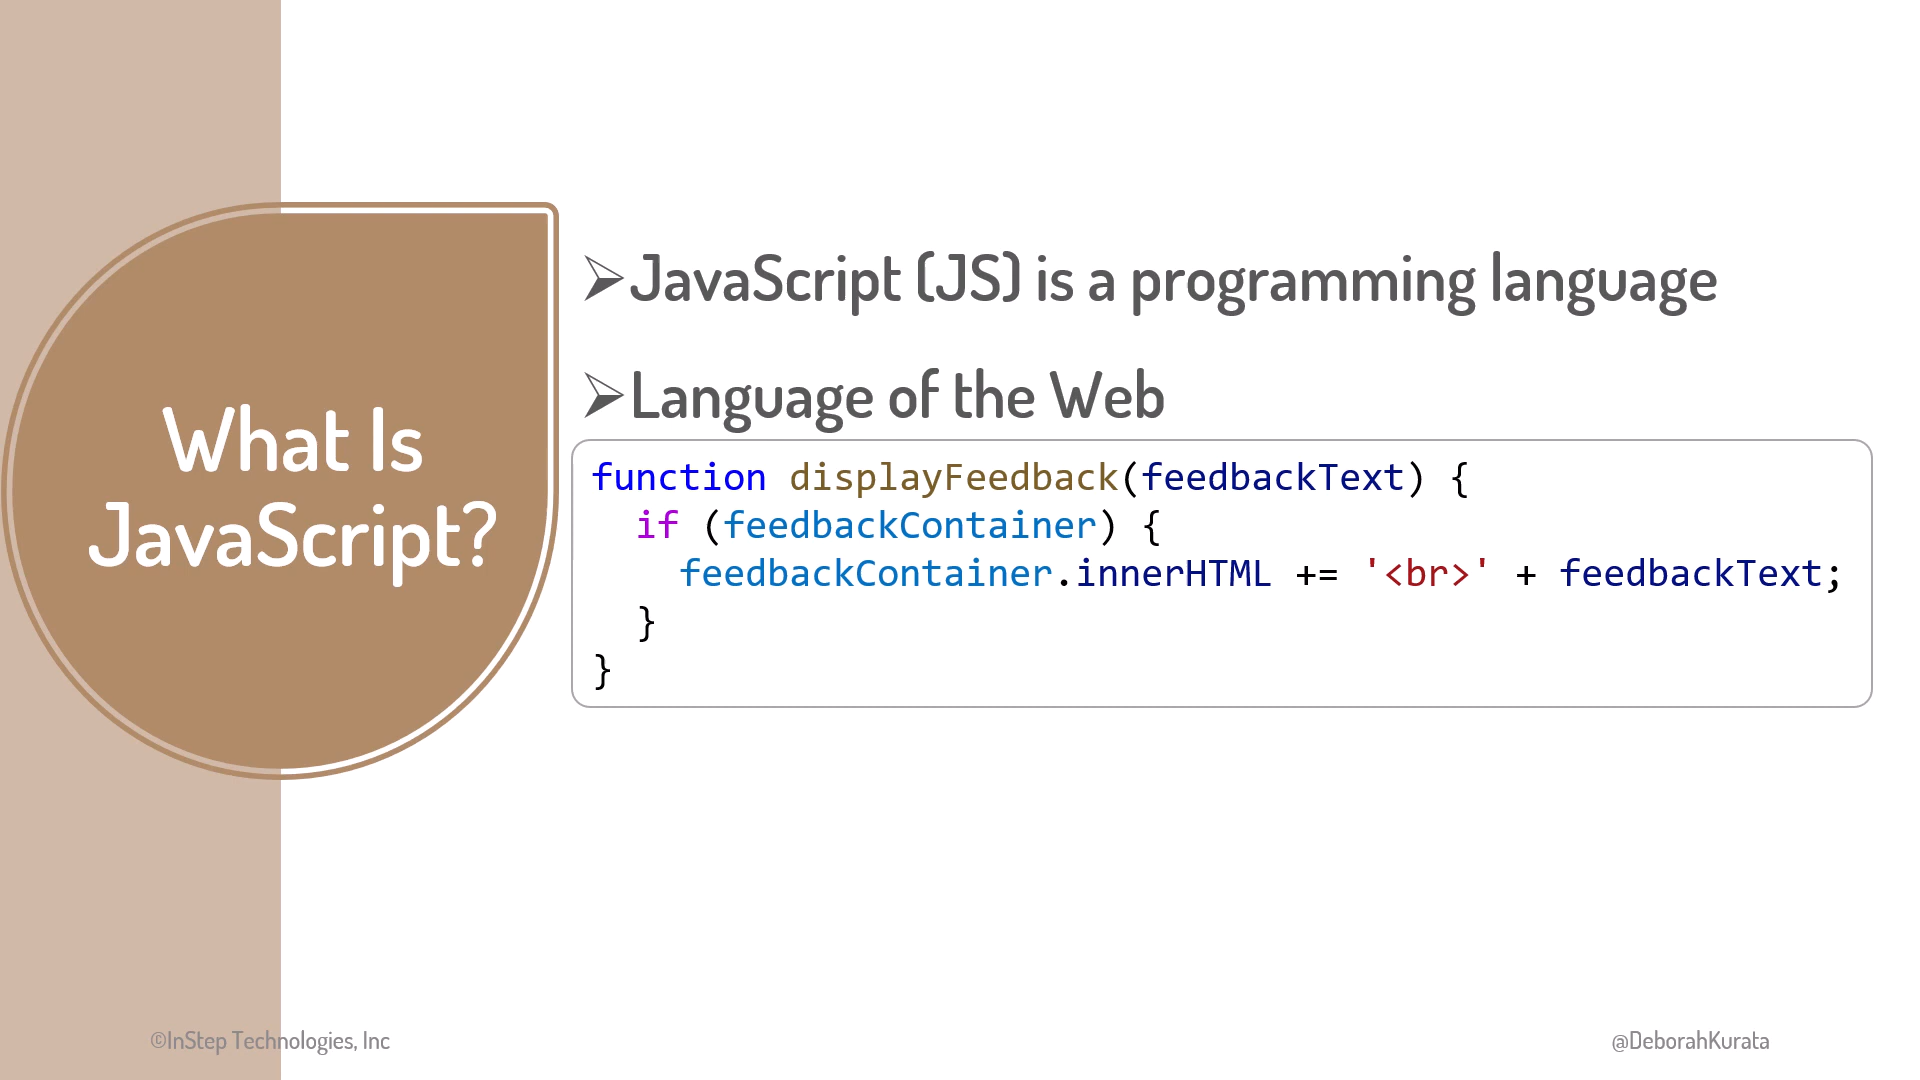 What Is
JavaScript?
➢JavaScript (JS) is a programming language
➢Language of the Web
function displayFeedback(feedbackText) {
  if (feedbackContainer) {
    feedbackContainer.innerHTML += '<br>' + feedbackText;
  }
}
©InStep Technologies, Inc
@DeborahKurata